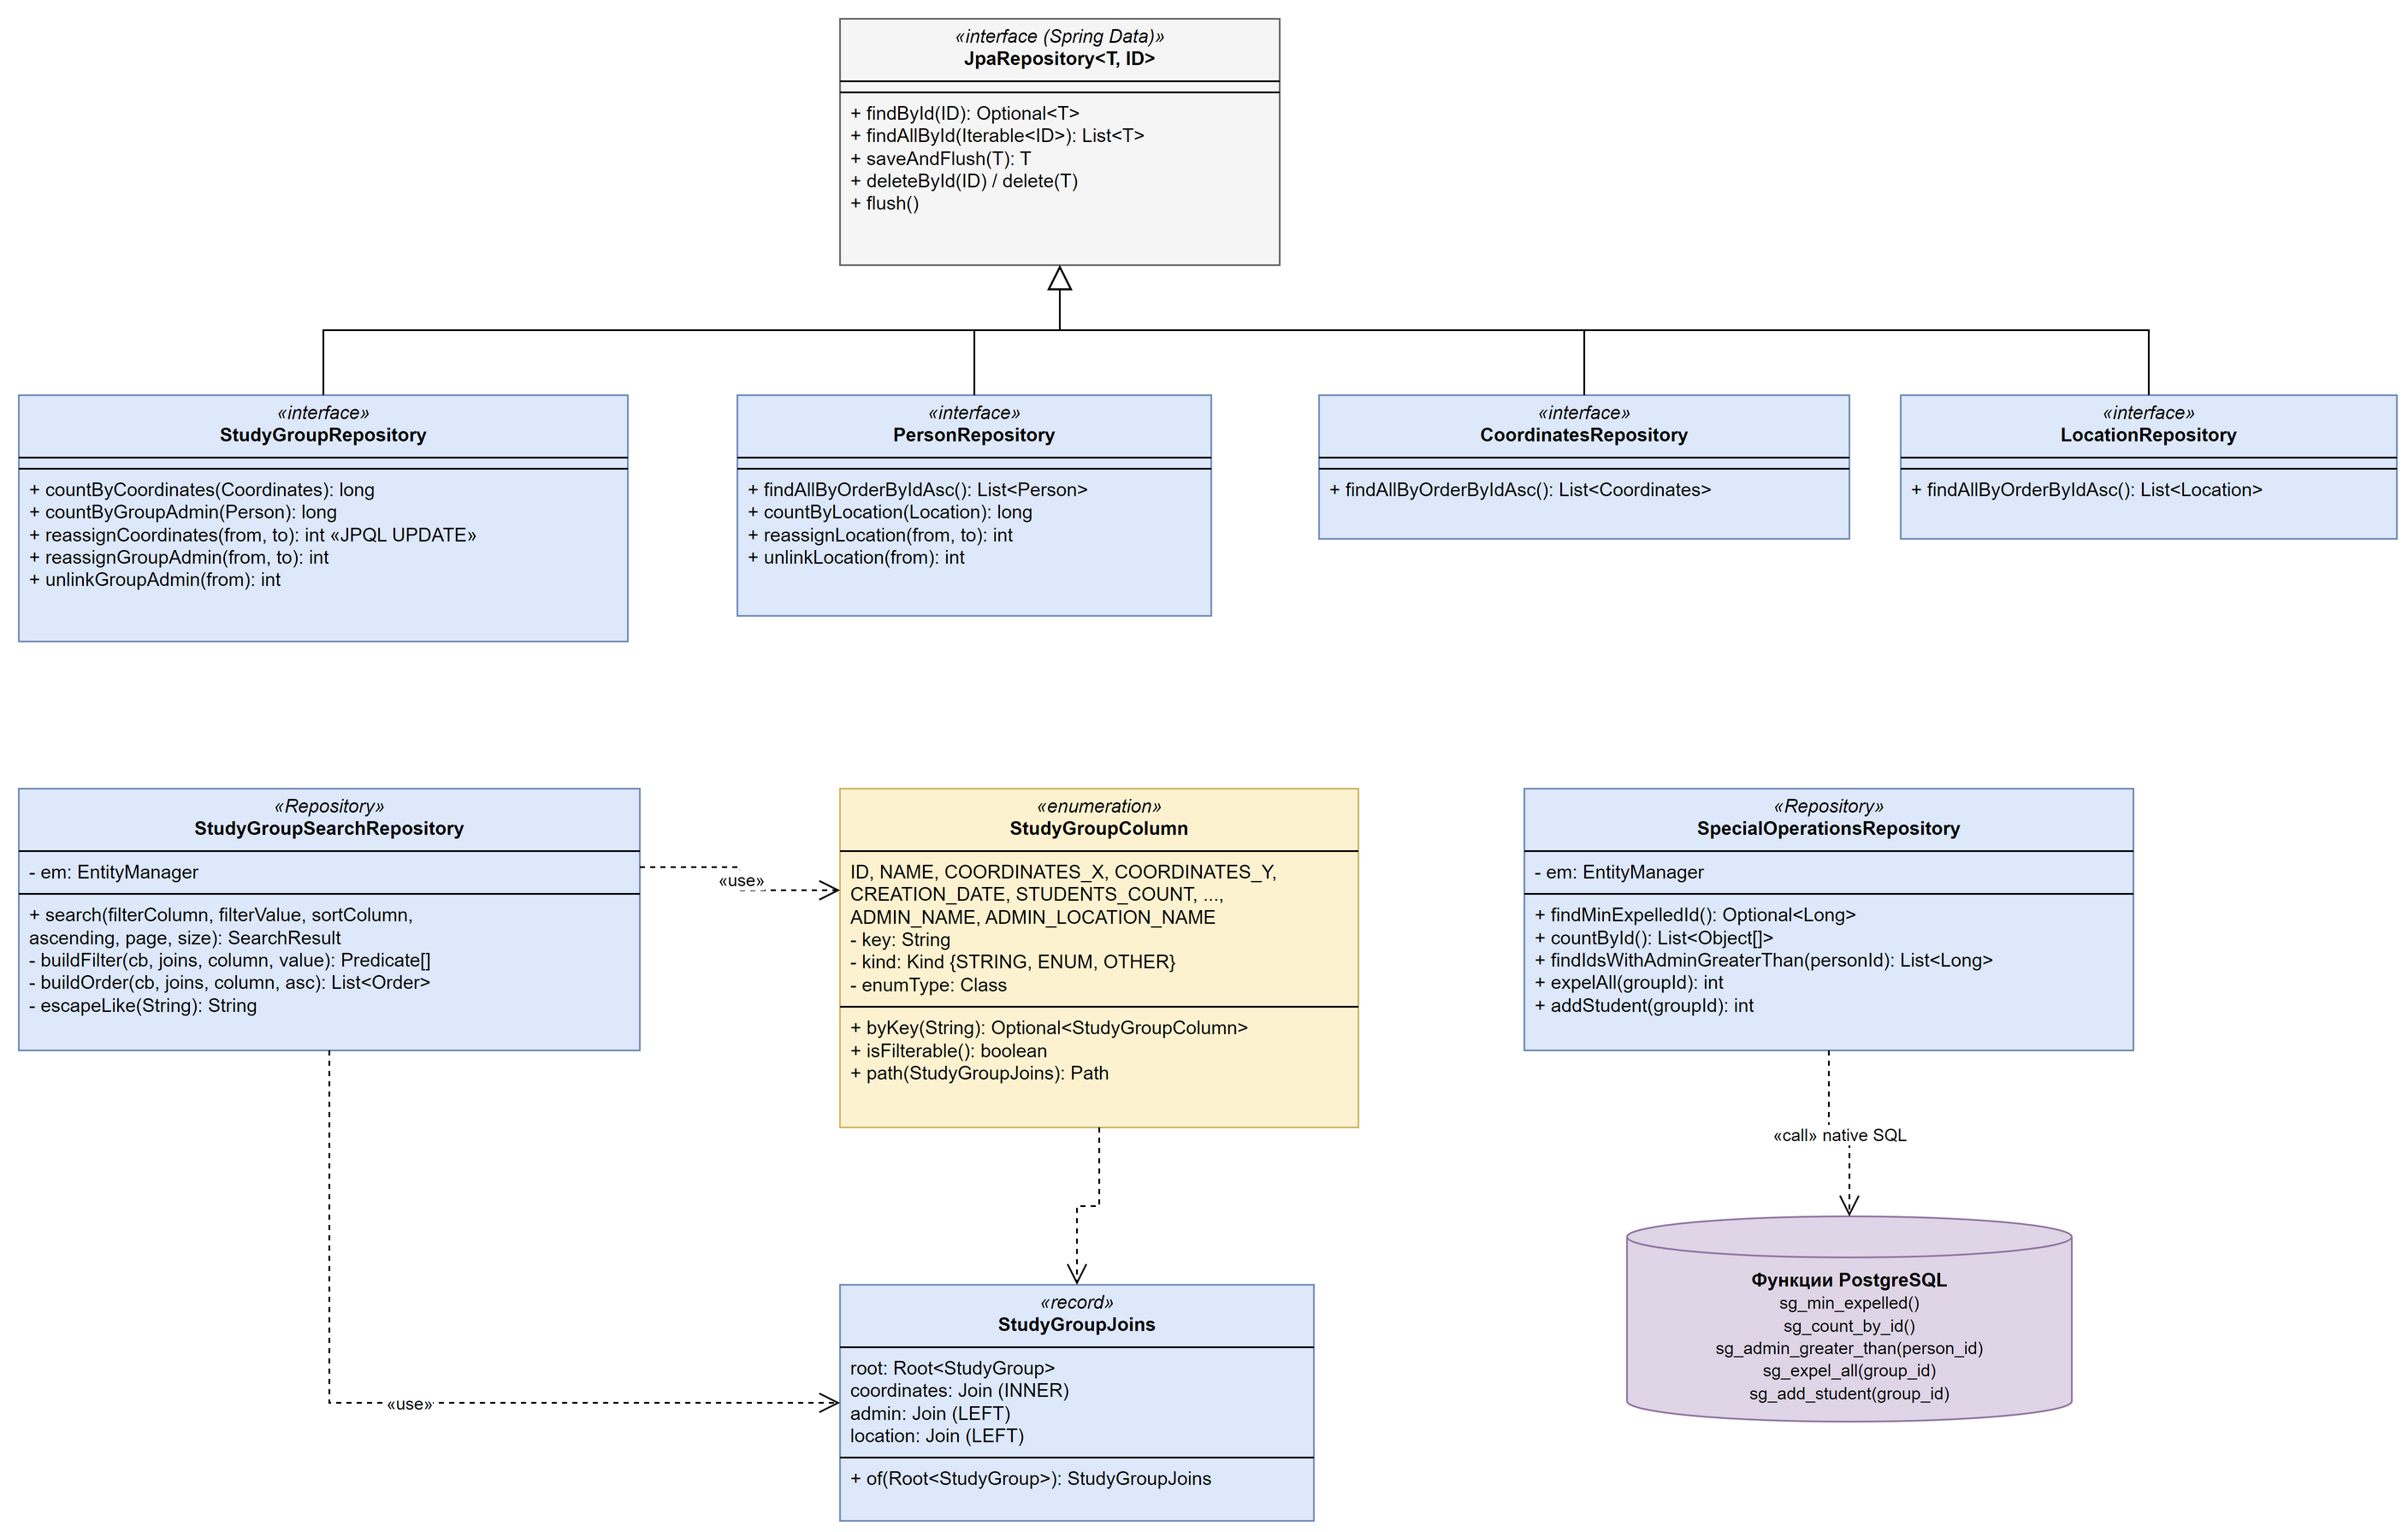 «interface (Spring Data)»
JpaRepository<T, ID>
+ findById(ID): Optional<T>
+ findAllById(Iterable<ID>): List<T>
+ saveAndFlush(T): T
+ deleteById(ID) / delete(T)
+ flush()
«interface»
StudyGroupRepository
+ countByCoordinates(Coordinates): long
+ countByGroupAdmin(Person): long
+ reassignCoordinates(from, to): int «JPQL UPDATE»
+ reassignGroupAdmin(from, to): int
+ unlinkGroupAdmin(from): int
«interface»
PersonRepository
+ findAllByOrderByIdAsc(): List<Person>
+ countByLocation(Location): long
+ reassignLocation(from, to): int
+ unlinkLocation(from): int
«interface»
CoordinatesRepository
+ findAllByOrderByIdAsc(): List<Coordinates>
«interface»
LocationRepository
+ findAllByOrderByIdAsc(): List<Location>
«Repository»
StudyGroupSearchRepository
- em: EntityManager
+ search(filterColumn, filterValue, sortColumn,
ascending, page, size): SearchResult
- buildFilter(cb, joins, column, value): Predicate[]
- buildOrder(cb, joins, column, asc): List<Order>
- escapeLike(String): String
«use»
«enumeration»
StudyGroupColumn
ID, NAME, COORDINATES_X, COORDINATES_Y,
CREATION_DATE, STUDENTS_COUNT, ...,
ADMIN_NAME, ADMIN_LOCATION_NAME
- key: String
- kind: Kind {STRING, ENUM, OTHER}
- enumType: Class
+ byKey(String): Optional<StudyGroupColumn>
+ isFilterable(): boolean
+ path(StudyGroupJoins): Path
«Repository»
SpecialOperationsRepository
- em: EntityManager
+ findMinExpelledId(): Optional<Long>
+ countById(): List<Object[]>
+ findIdsWithAdminGreaterThan(personId): List<Long>
+ expelAll(groupId): int
+ addStudent(groupId): int
«call» native SQL
«use»
«record»
StudyGroupJoins
root: Root<StudyGroup>
coordinates: Join (INNER)
admin: Join (LEFT)
location: Join (LEFT)
+ of(Root<StudyGroup>): StudyGroupJoins
Функции PostgreSQL
sg_min_expelled()
sg_count_by_id()
sg_admin_greater_than(person_id)
sg_expel_all(group_id)
sg_add_student(group_id)